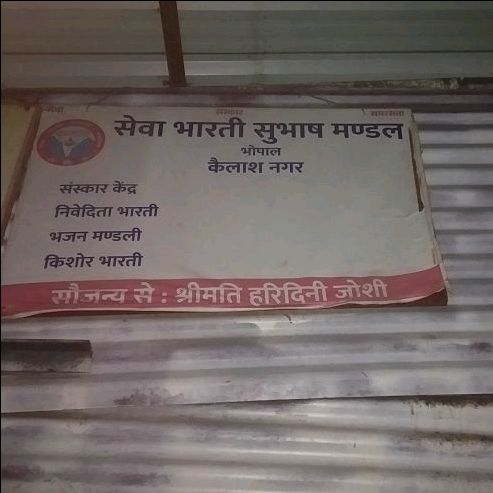 सेवा संस्कार समरसता
सेवा भारती सुभाष मण्डल
भोपाल
कैलाश नगर
संस्कार केंद्र
निवेदिता भारती
भजन मण्डली
किशोर भारती
सौजन्य से : श्रीमति हरिदिनी जोशी